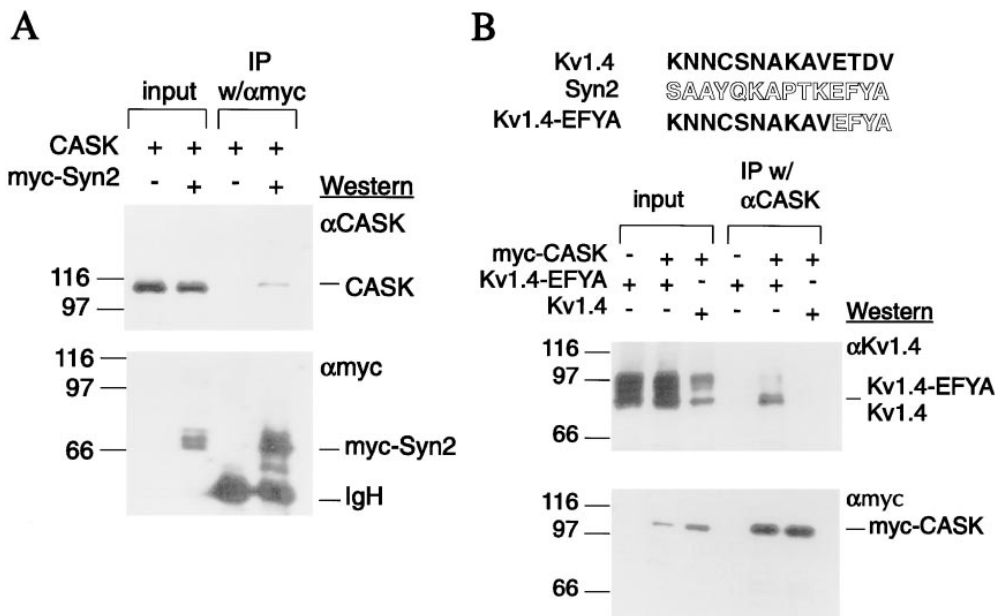 A
IP
input w/αmyc
CASK + + + +
myc-Syn2 - + - + Western
αCASK
116
97
CASK
αmyc
116
97
66
myc-Syn2
IgH
B
Kv1.4 KNNCSNAKAVETDV
Syn2 SAAYQKAPTKEFYA
Kv1.4-EFYA KNNCSNAKAVEFYA
IP w/
input αCASK
myc-CASK - + + - + +
Kv1.4-EFYA + + - + + -
Kv1.4 - - + - - + Western
αKv1.4
116
97
66
Kv1.4-EFYA
Kv1.4
αmyc
116
97
66
myc-CASK